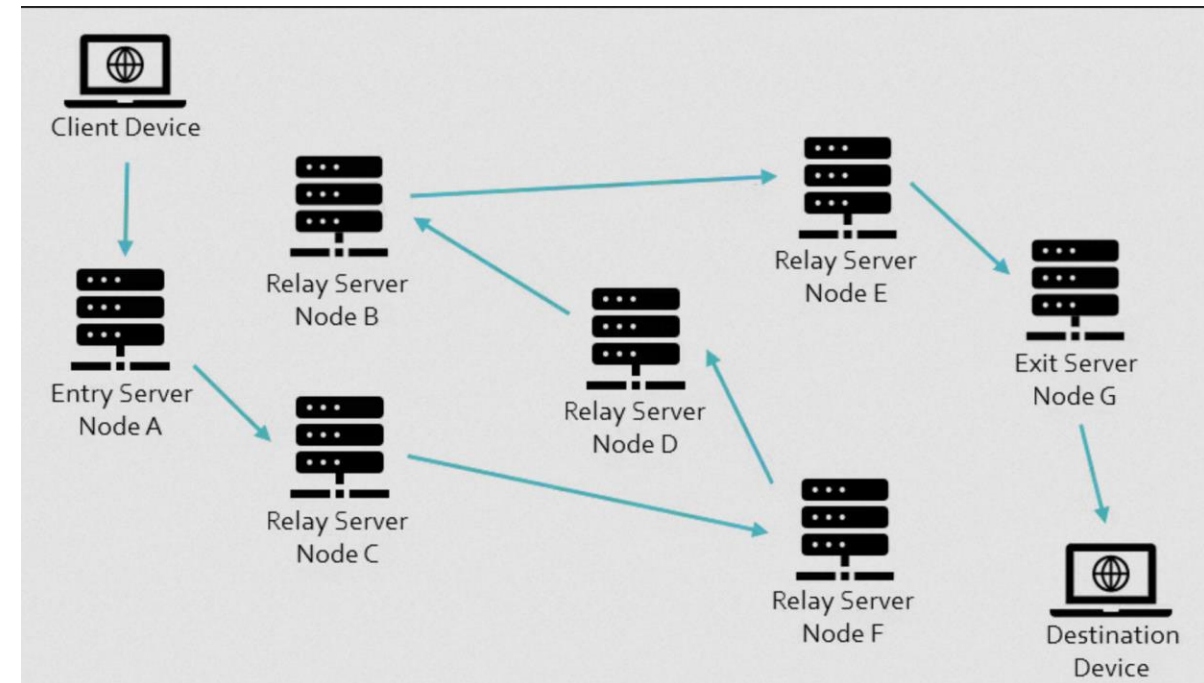 Client Device
Relay Server
Node B
Relay Server
Node E
Entry Server
Node A
Relay Server
Node D
Exit Server
Node G
Relay Server
Node C
Relay Server
Node F
Destination
Device